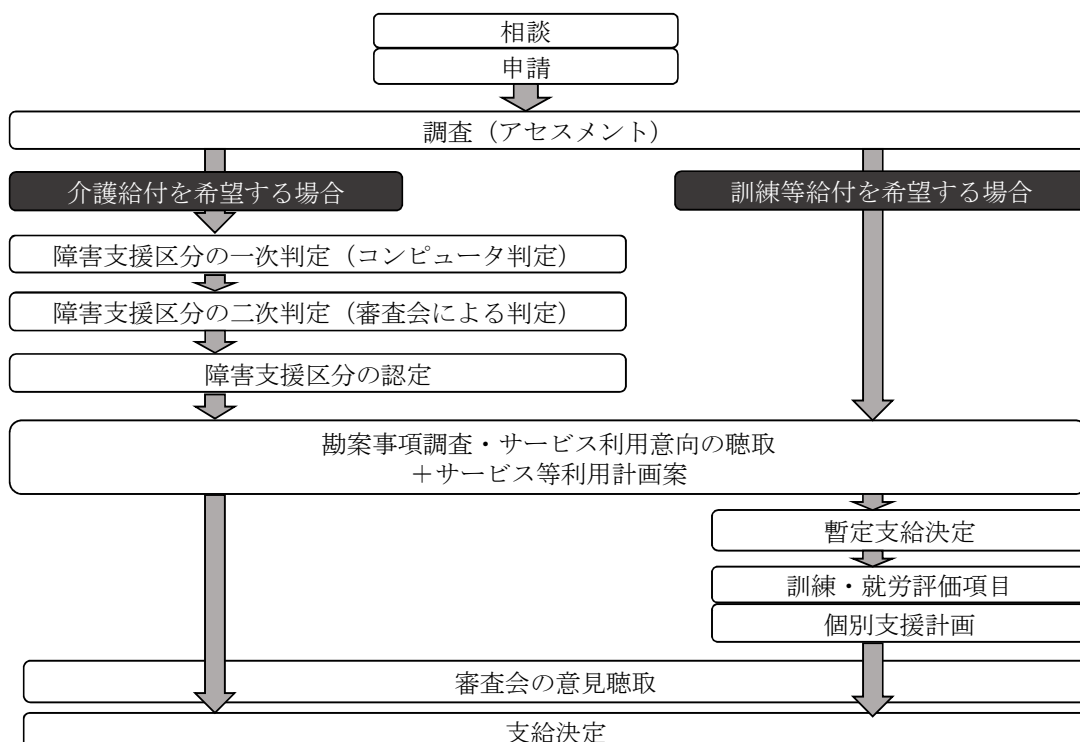 相談
申請
調査（アセスメント）
介護給付を希望する場合
訓練等給付を希望する場合
障害支援区分の一次判定（コンピュータ判定）
障害支援区分の二次判定（審査会による判定）
障害支援区分の認定
勘案事項調査・サービス利用意向の聴取
＋サービス等利用計画案
暫定支給決定
訓練・就労評価項目
個別支援計画
審査会の意見聴取
支給決定